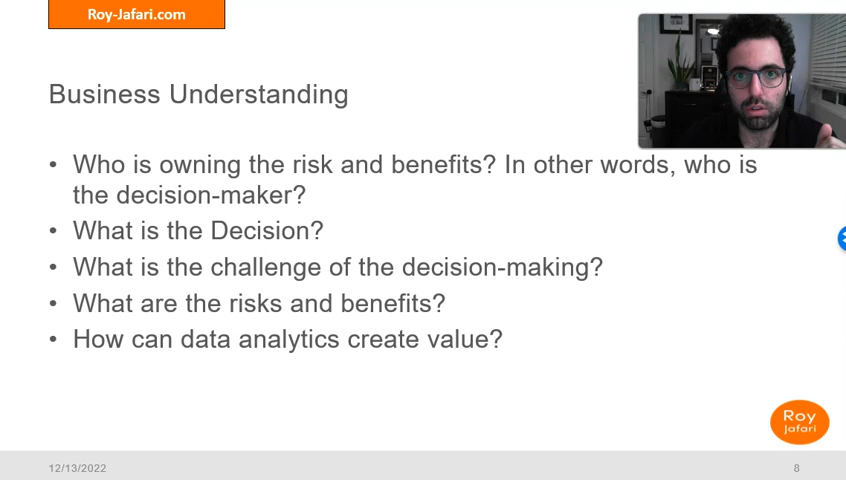 Roy-Jafari.com
Business Understanding
• Who is owning the risk and benefits? In other words, who is
the decision-maker?
• What is the Decision?
• What is the challenge of the decision-making?
• What are the risks and benefits?
• How can data analytics create value?
Roy
Jafari
12/13/2022
8